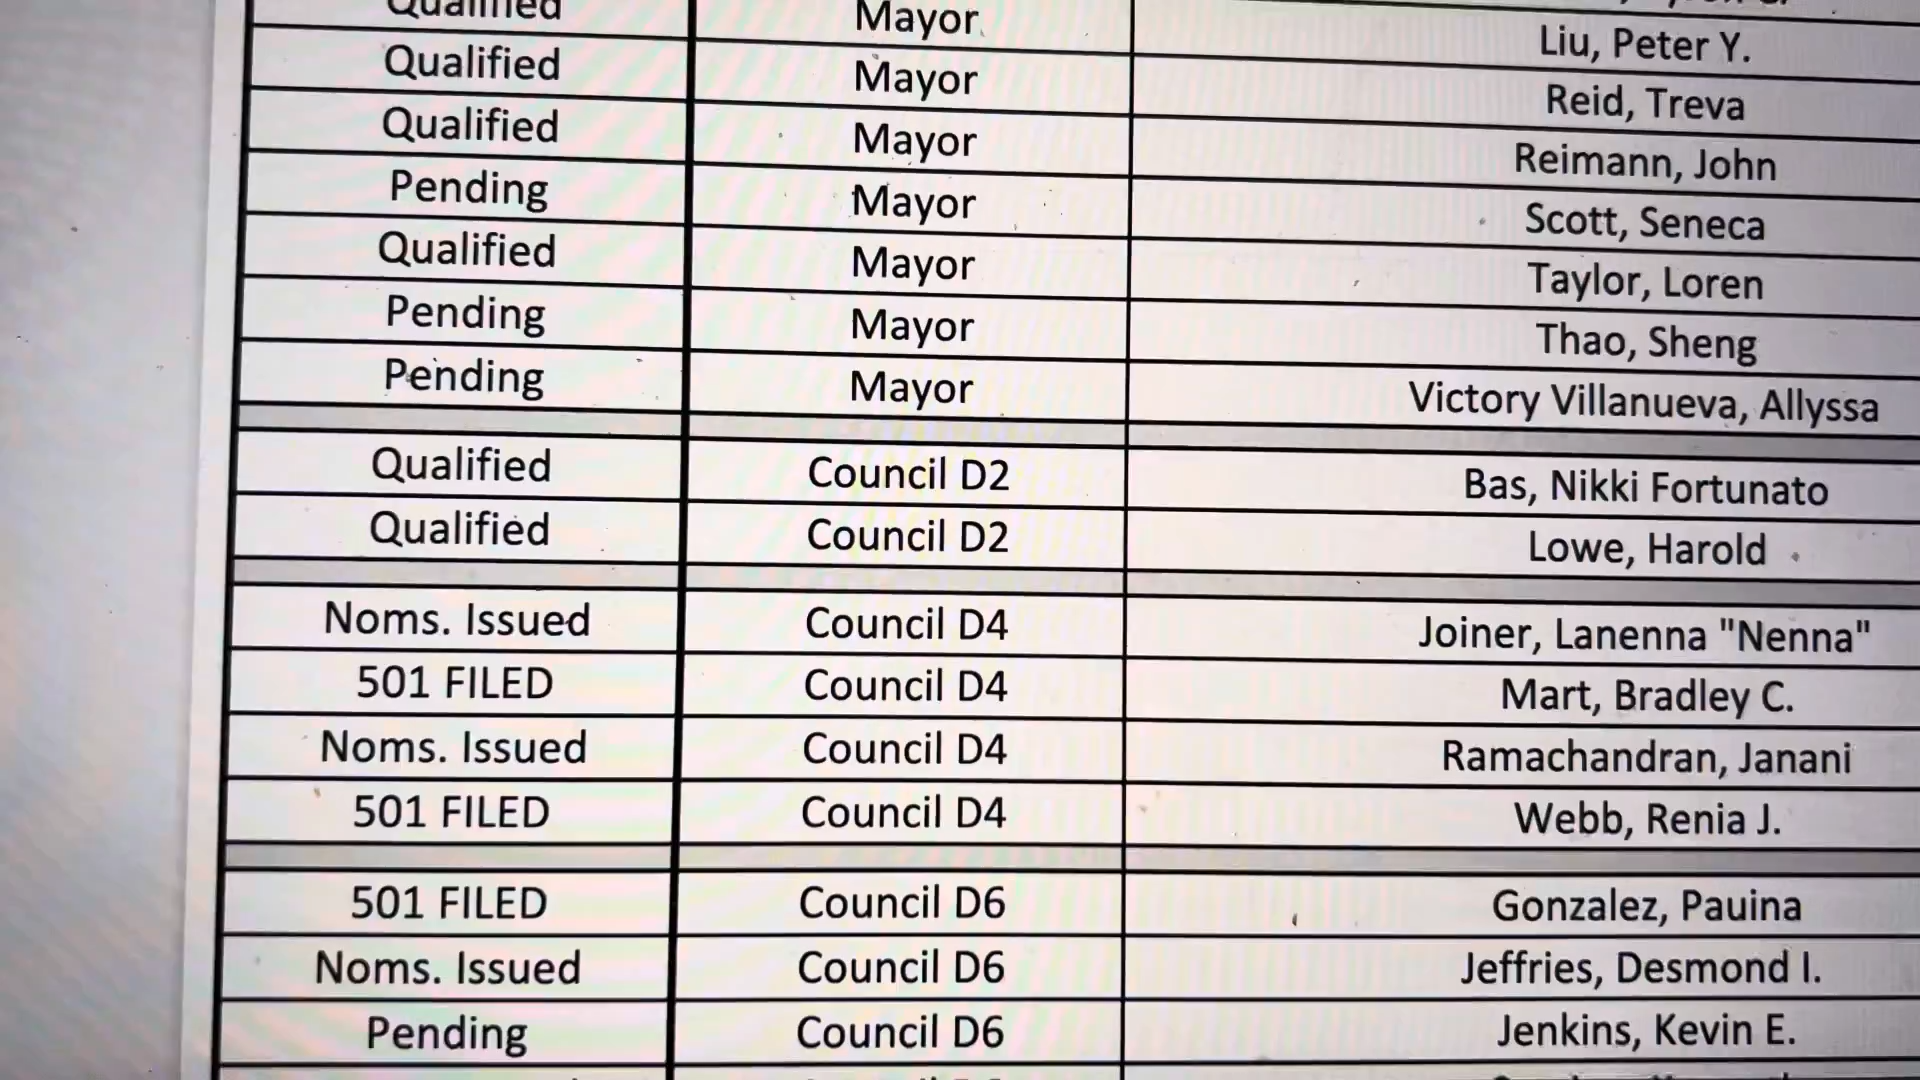 Qualified Mayor Liu, Peter Y.
Qualified Mayor Reid, Treva
Qualified Mayor Reimann, John
Pending Mayor Scott, Seneca
Qualified Mayor Taylor, Loren
Pending Mayor Thao, Sheng
Pending Mayor Victory Villanueva, Allyssa
Qualified Council D2 Bas, Nikki Fortunato
Qualified Council D2 Lowe, Harold
Noms. Issued Council D4 Joiner, Lanenna "Nenna"
501 FILED Council D4 Mart, Bradley C.
Noms. Issued Council D4 Ramachandran, Janani
501 FILED Council D4 Webb, Renia J.
501 FILED Council D6 Gonzalez, Pauina
Noms. Issued Council D6 Jeffries, Desmond I.
Pending Council D6 Jenkins, Kevin E.